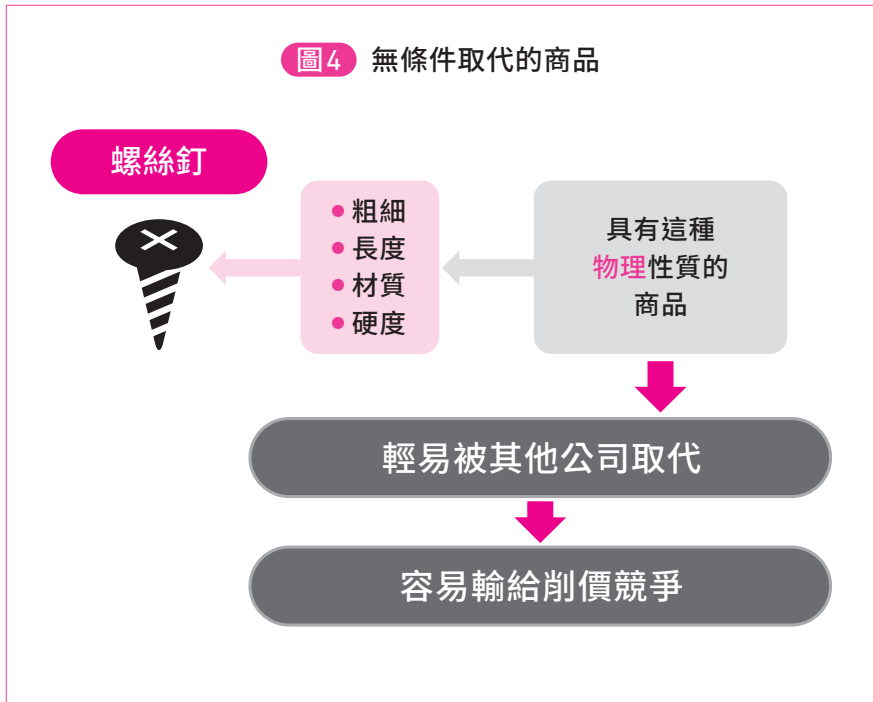 圖4 無條件取代的商品
螺絲釘
• 粗細
• 長度
• 材質
• 硬度
具有這種
物理性質的
商品
輕易被其他公司取代
容易輸給削價競爭